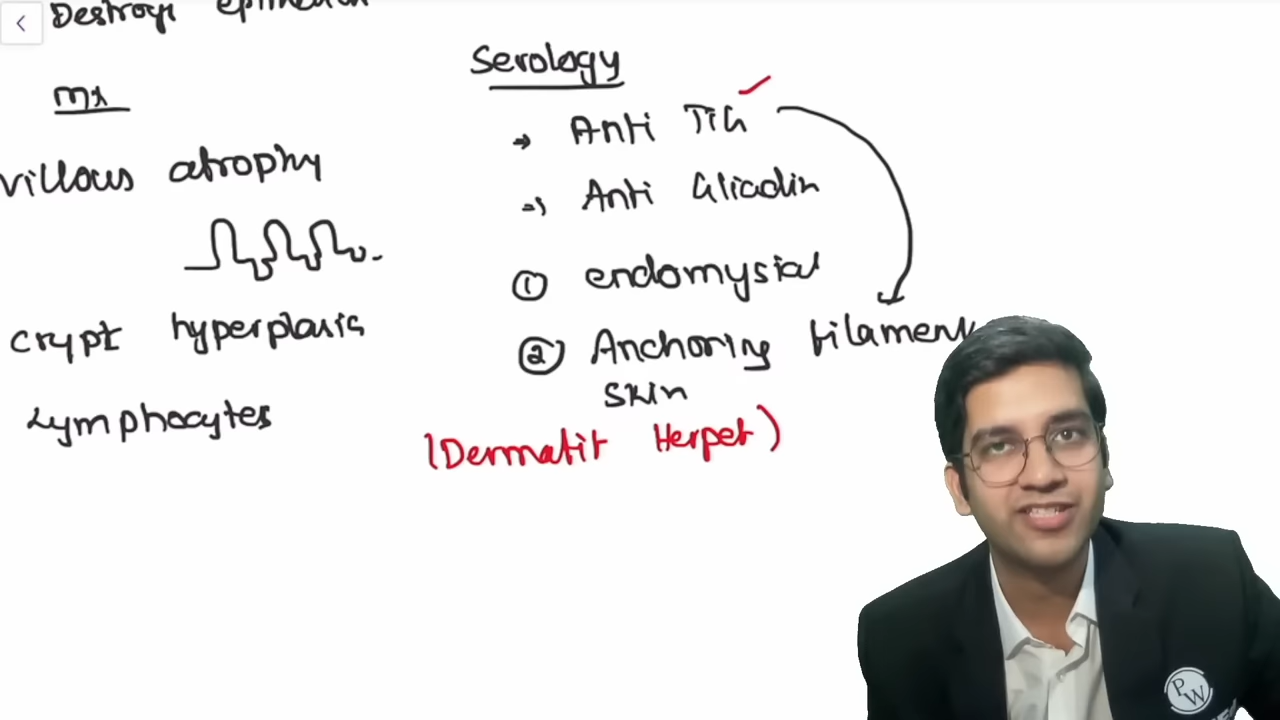 Destroys epithelium
Mx
villous atrophy
crypt hyperplasia
Lymphocytes
Serology
→ Anti TTG
→ Anti Gliadin
① endomysial
② Anchoring filament
skin
(Dermatit Herpet)
PW